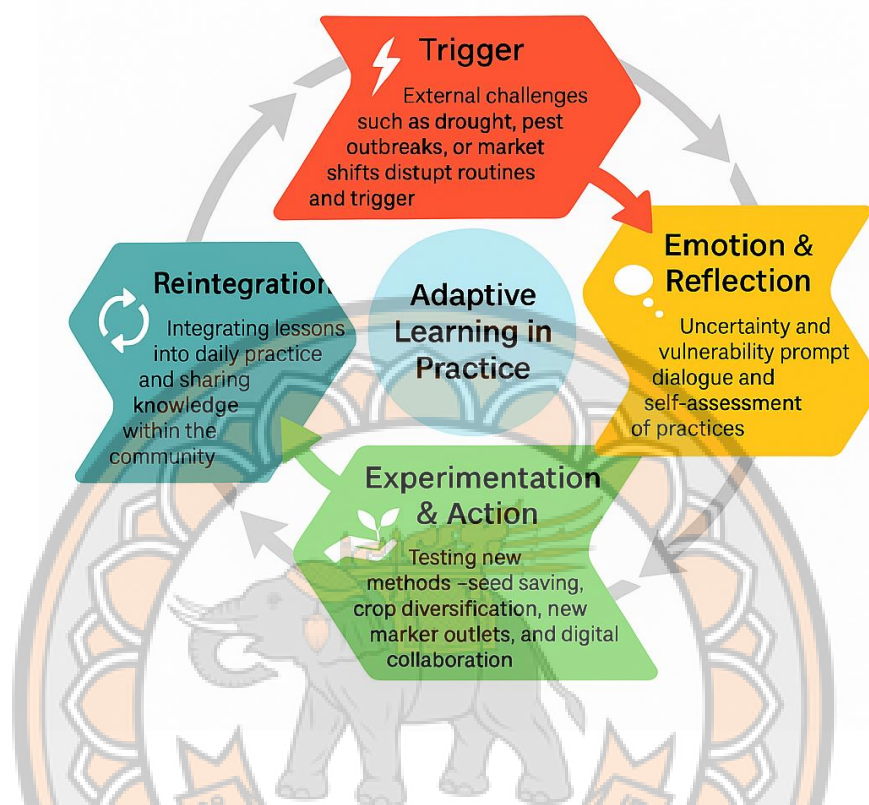 Trigger
External challenges
such as drought, pest
outbreaks, or market
shifts distupt routines
and trigger
Emotion &
Reflection
Uncertainty and
vulnerability prompt
dialogue and
self-assessment
of practices
Adaptive
Learning in
Practice
Experimentation
& Action
Testing new
methods –seed saving,
crop diversification, new
marker outlets, and digital
collaboration
Reintegration
Integrating lessons
into daily practice
and sharing
knowledge
within the
community